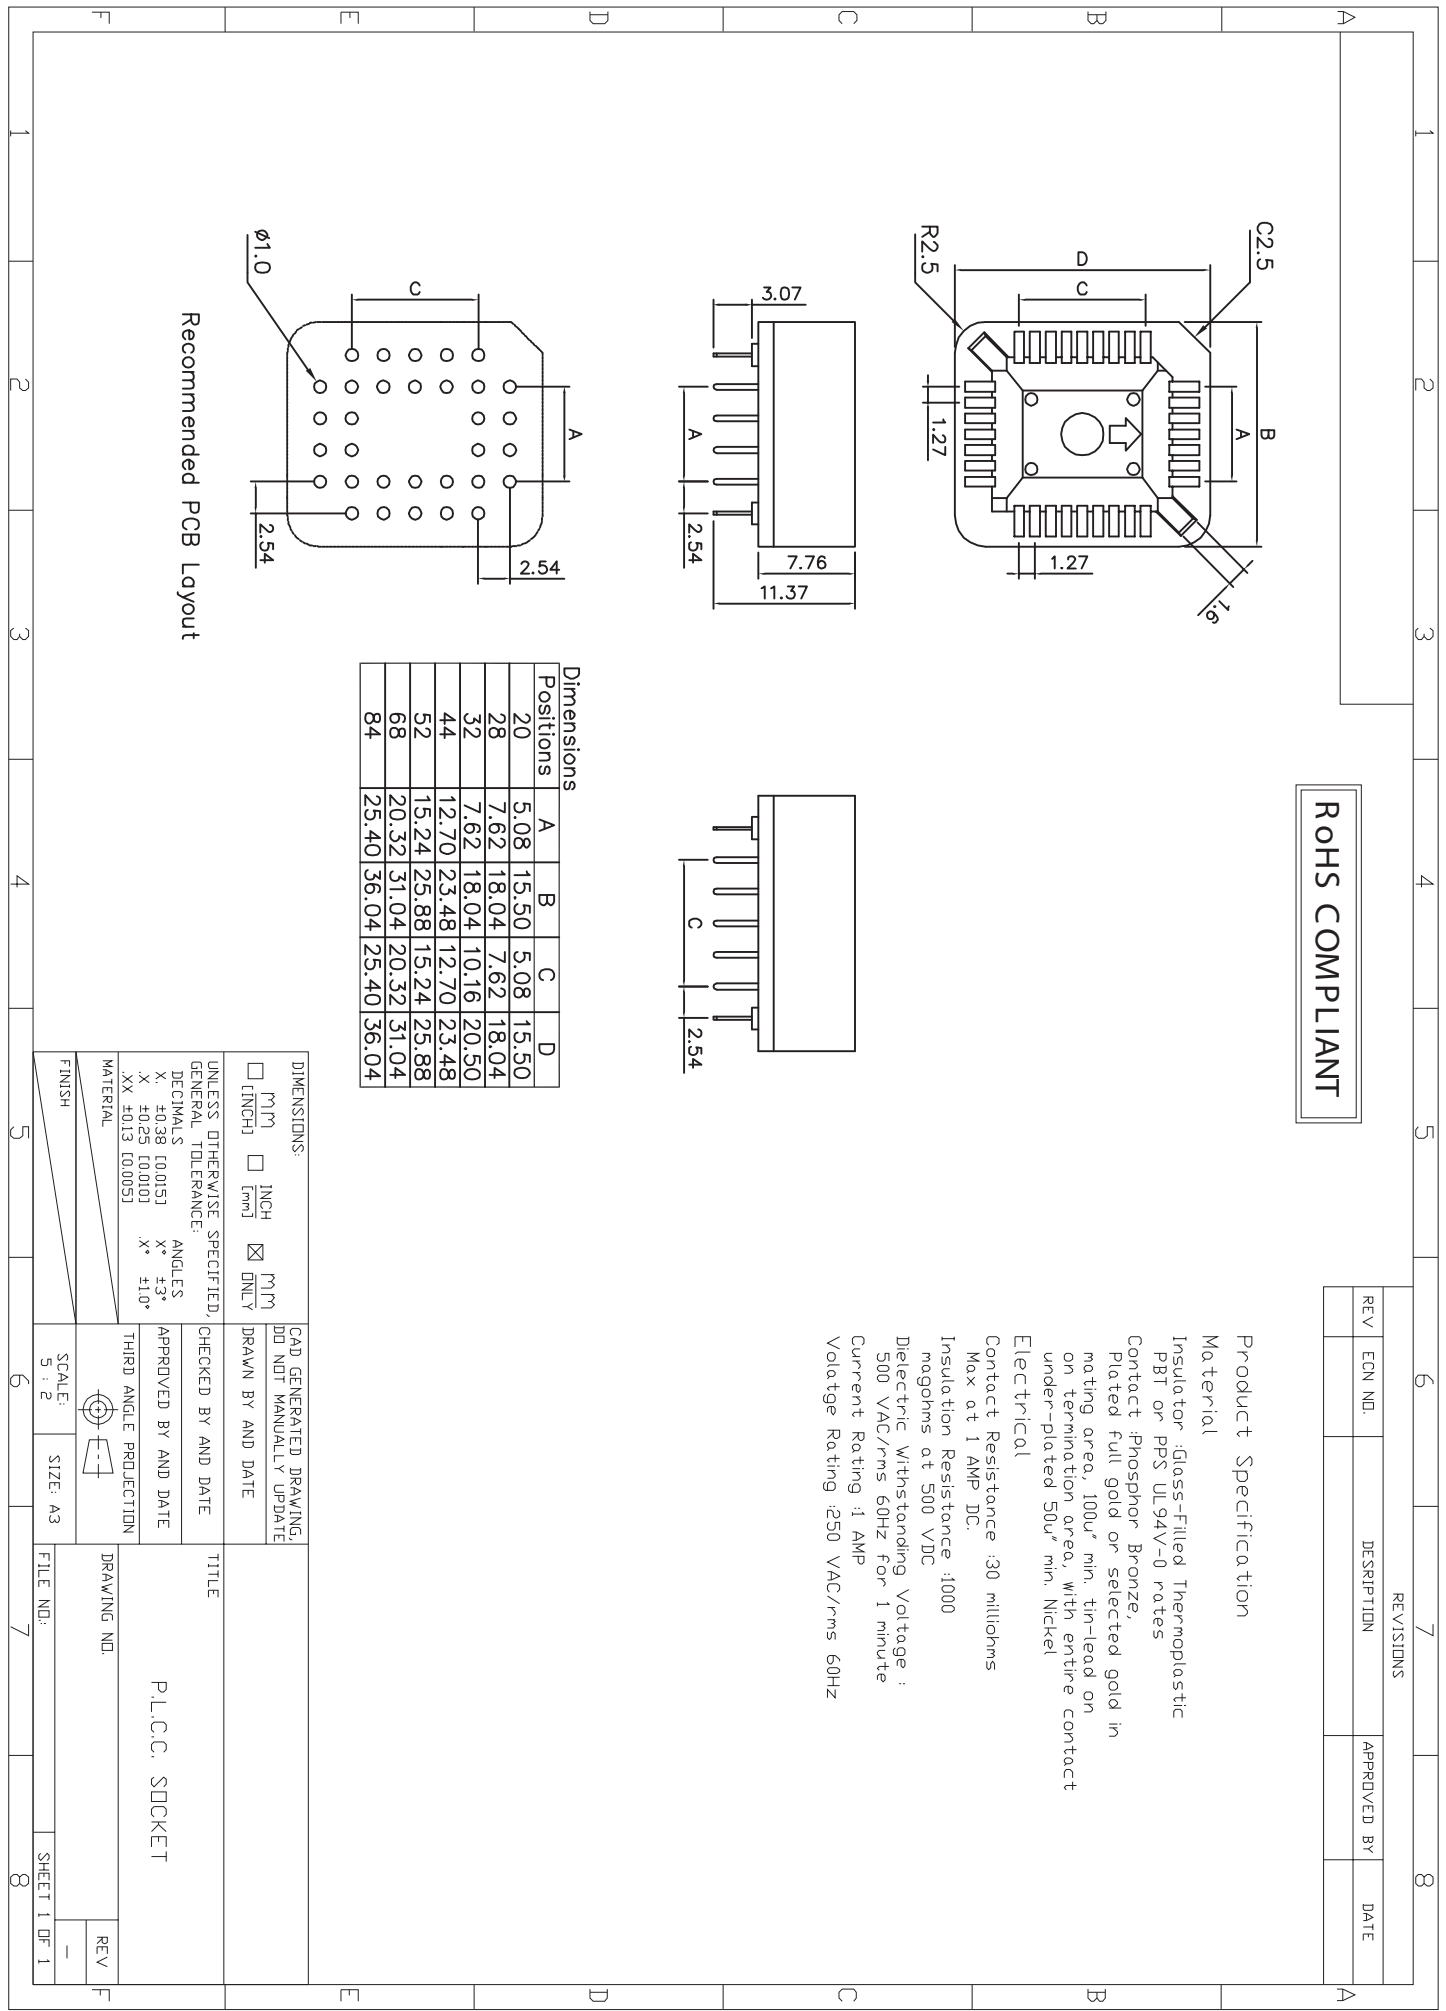 1
2
3
4
5
6
7
8
A
B
C
D
E
F
RoHS COMPLIANT
REVISIONS
REV ECN NO. DESRIPTION APPROVED BY DATE
C2.5
R2.5
B
A
D
C
1.27
1.27
1.6
3.07
A
2.54
7.76
11.37
C
2.54
Ø1.0
C
A
2.54
2.54
Recommended PCB Layout
Dimensions
Positions A B C D
20 5.08 15.50 5.08 15.50
28 7.62 18.04 7.62 18.04
32 7.62 18.04 10.16 20.50
44 12.70 23.48 12.70 23.48
52 15.24 25.88 15.24 25.88
68 20.32 31.04 20.32 31.04
84 25.40 36.04 25.40 36.04
Product Specification
Material
Insulator :Glass-Filled Thermoplastic
PBT or PPS UL94V-0 rates
Contact :Phosphor Bronze,
Plated full gold or selected gold in
mating area, 100u" min. tin-lead on
on termination area, with entire contact
under-plated 50u" min. Nickel
Electrical
Contact Resistance :30 milliohms
Max at 1 AMP DC.
Insulation Resistance :1000
magohms at 500 VDC
Dielectric Withstanding Voltage :
500 VAC/rms 60Hz for 1 minute
Current Rating :1 AMP
Volatge Rating :250 VAC/rms 60Hz
DIMENSIONS:
mm [INCH] INCH [mm] mm ONLY
UNLESS OTHERWISE SPECIFIED,
GENERAL TOLERANCE:
DECIMALS ANGLES
X. ±0.38 [0.015] X° ±3°
.X ±0.25 [0.010] .X° ±1.0°
.XX ±0.13 [0.005]
MATERIAL
FINISH
CAD GENERATED DRAWING,
DO NOT MANUALLY UPDATE
DRAWN BY AND DATE
CHECKED BY AND DATE
APPROVED BY AND DATE
THIRD ANGLE PROJECTION
SCALE:
5 : 2
SIZE: A3
TITLE
P.L.C.C. SOCKET
DRAWING NO.
REV
–
FILE NO.:
SHEET 1 OF 1
1
2
3
4
5
6
7
8
A
B
C
D
E
F